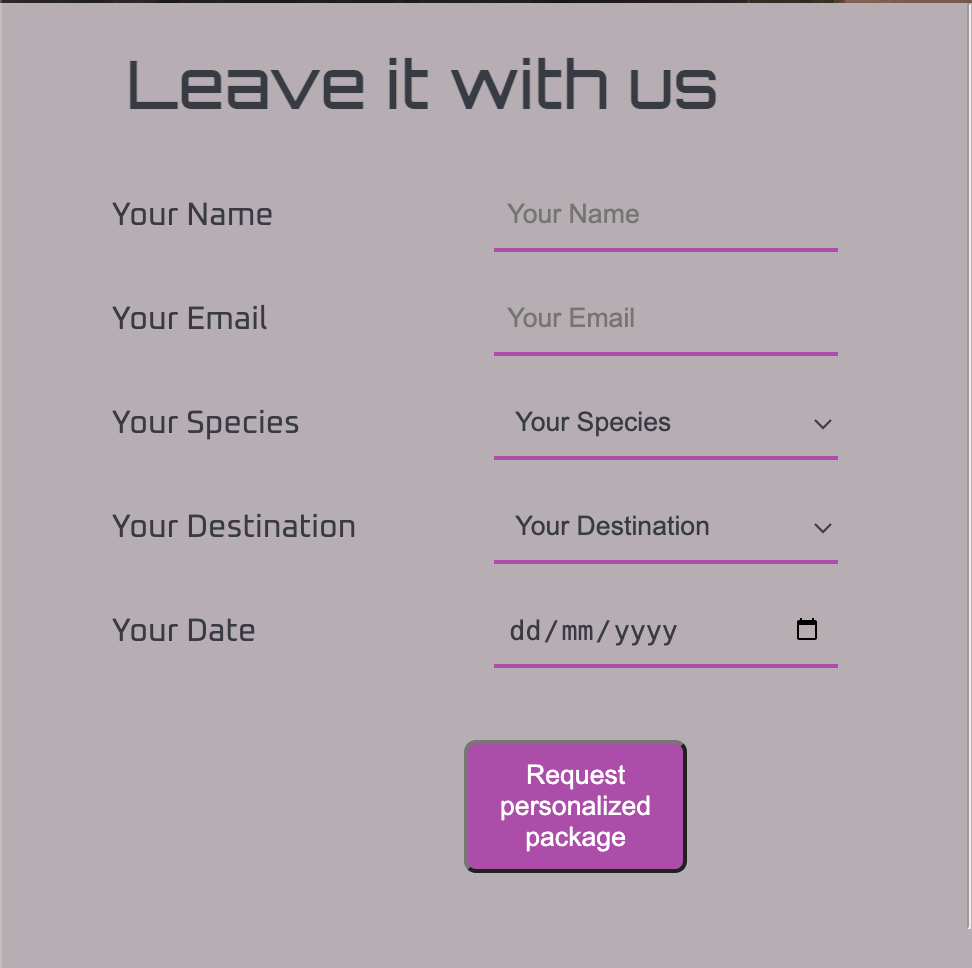 Leave it with us
Your Name Your Name
Your Email Your Email
Your Species Your Species
Your Destination Your Destination
Your Date dd/mm/yyyy
Request
personalized
package